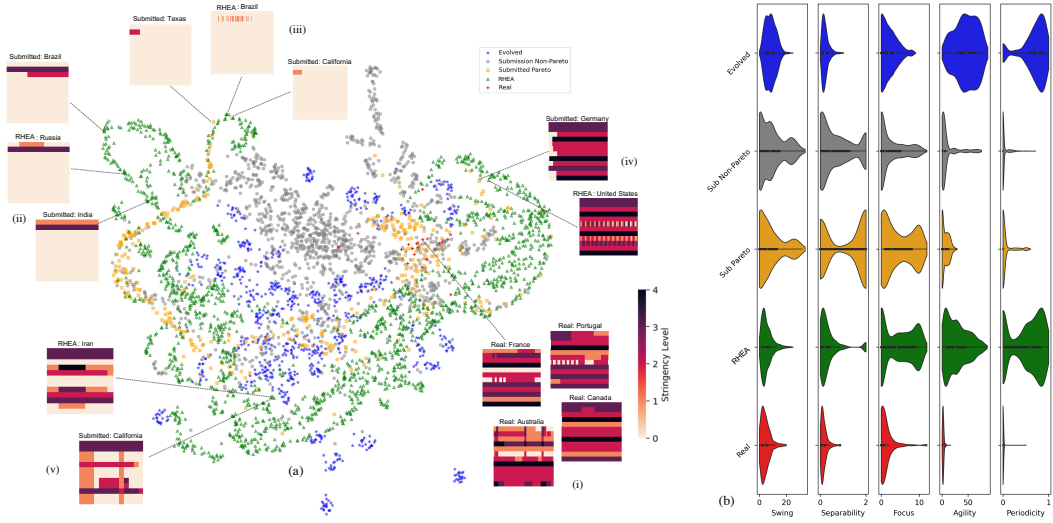 Submitted: Texas
RHEA: Brazil
(iii)
Submitted: Brazil
Submitted: California
Evolved
Submission Non-Pareto
Submitted Pareto
RHEA
Real
RHEA: Russia
(ii)
Submitted: India
Submitted: Germany
(iv)
RHEA: United States
RHEA: Iran
Submitted: California
(v)
(a)
Real: Portugal
Real: France
Real: Canada
Real: Australia
(i)
4
3
2
1
0
Stringency Level
Evolved
Sub Non-Pareto
Sub Pareto
RHEA
Real
(b)
0 20
0 2
0 10
0 50
0 1
Swing
Separability
Focus
Agility
Periodicity